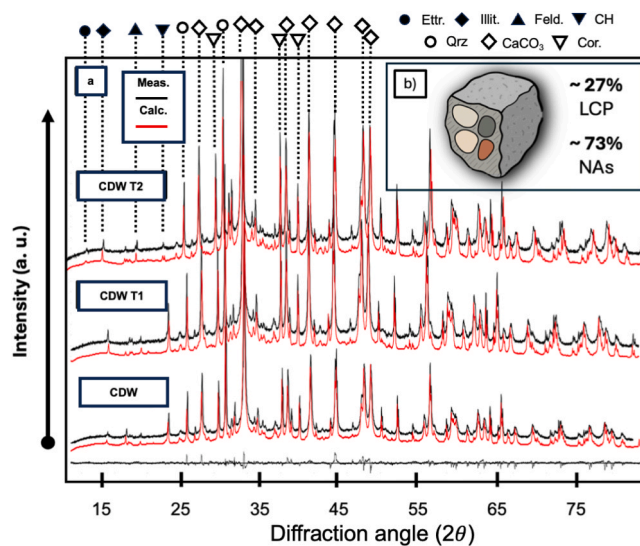 Ettr. Illit. Feld. CH
Qrz CaCO₃ Cor.
a
Meas.
Calc.
b)
~ 27%
LCP
~ 73%
NAs
CDW T2
CDW T1
CDW
Intensity (a. u.)
15 25 35 45 55 65 75
Diffraction angle (2θ)